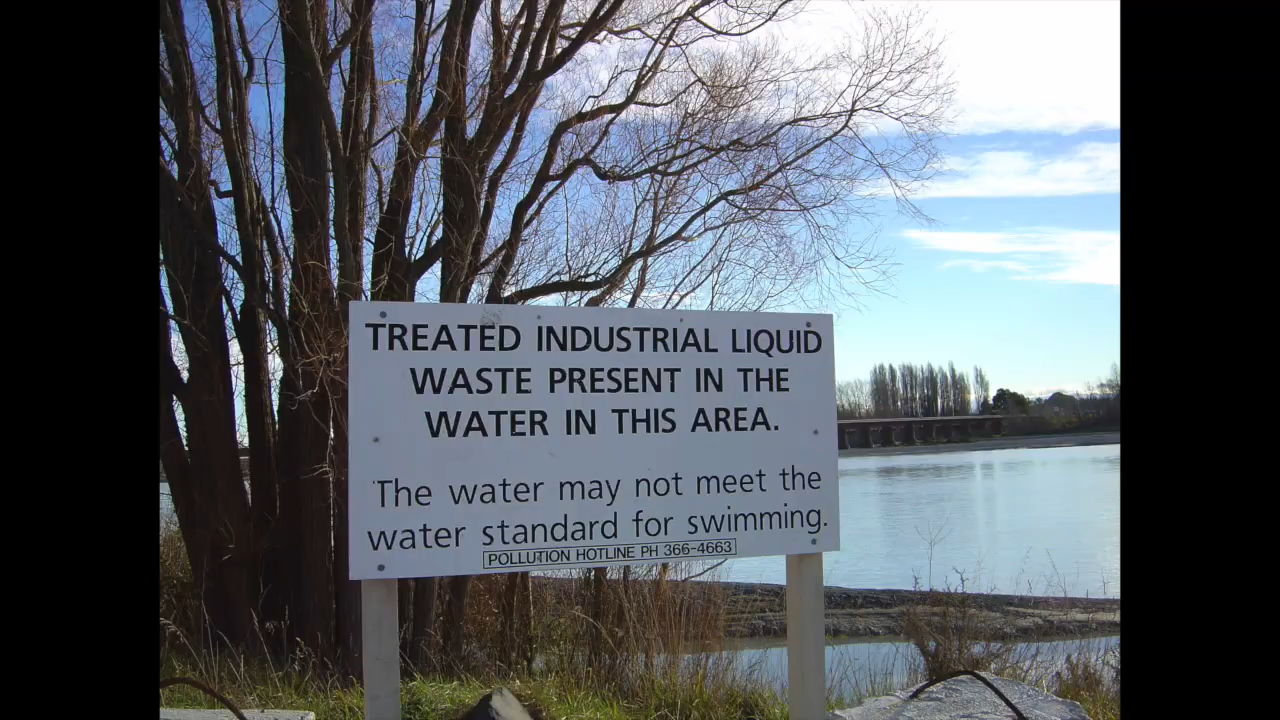 TREATED INDUSTRIAL LIQUID
WASTE PRESENT IN THE
WATER IN THIS AREA.
The water may not meet the
water standard for swimming.
POLLUTION HOTLINE PH 366-4663